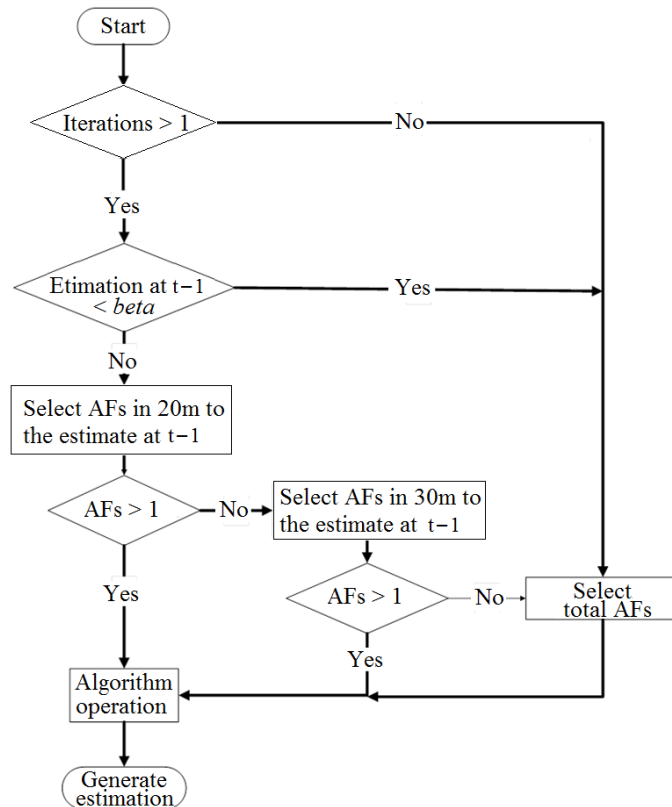 Start
Iterations > 1
No
Yes
Etimation at t−1
< beta
Yes
No
Select AFs in 20m to
the estimate at t−1
AFs > 1
No
Select AFs in 30m to
the estimate at t−1
Yes
AFs > 1
No
Select
total AFs
Yes
Algorithm
operation
Generate
estimation